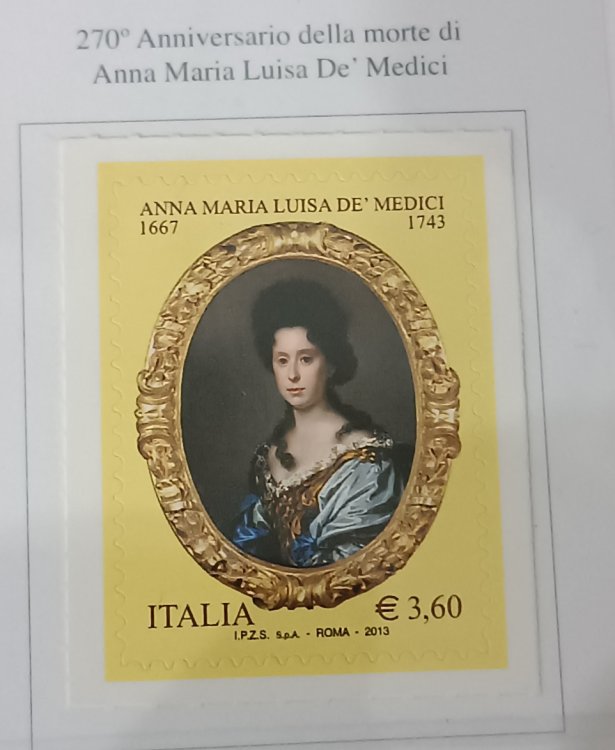 270º Anniversario della morte di
Anna Maria Luisa De' Medici
ANNA MARIA LUISA DE' MEDICI
1667 1743
ITALIA € 3,60
I.P.Z.S. S.p.A. - ROMA - 2013